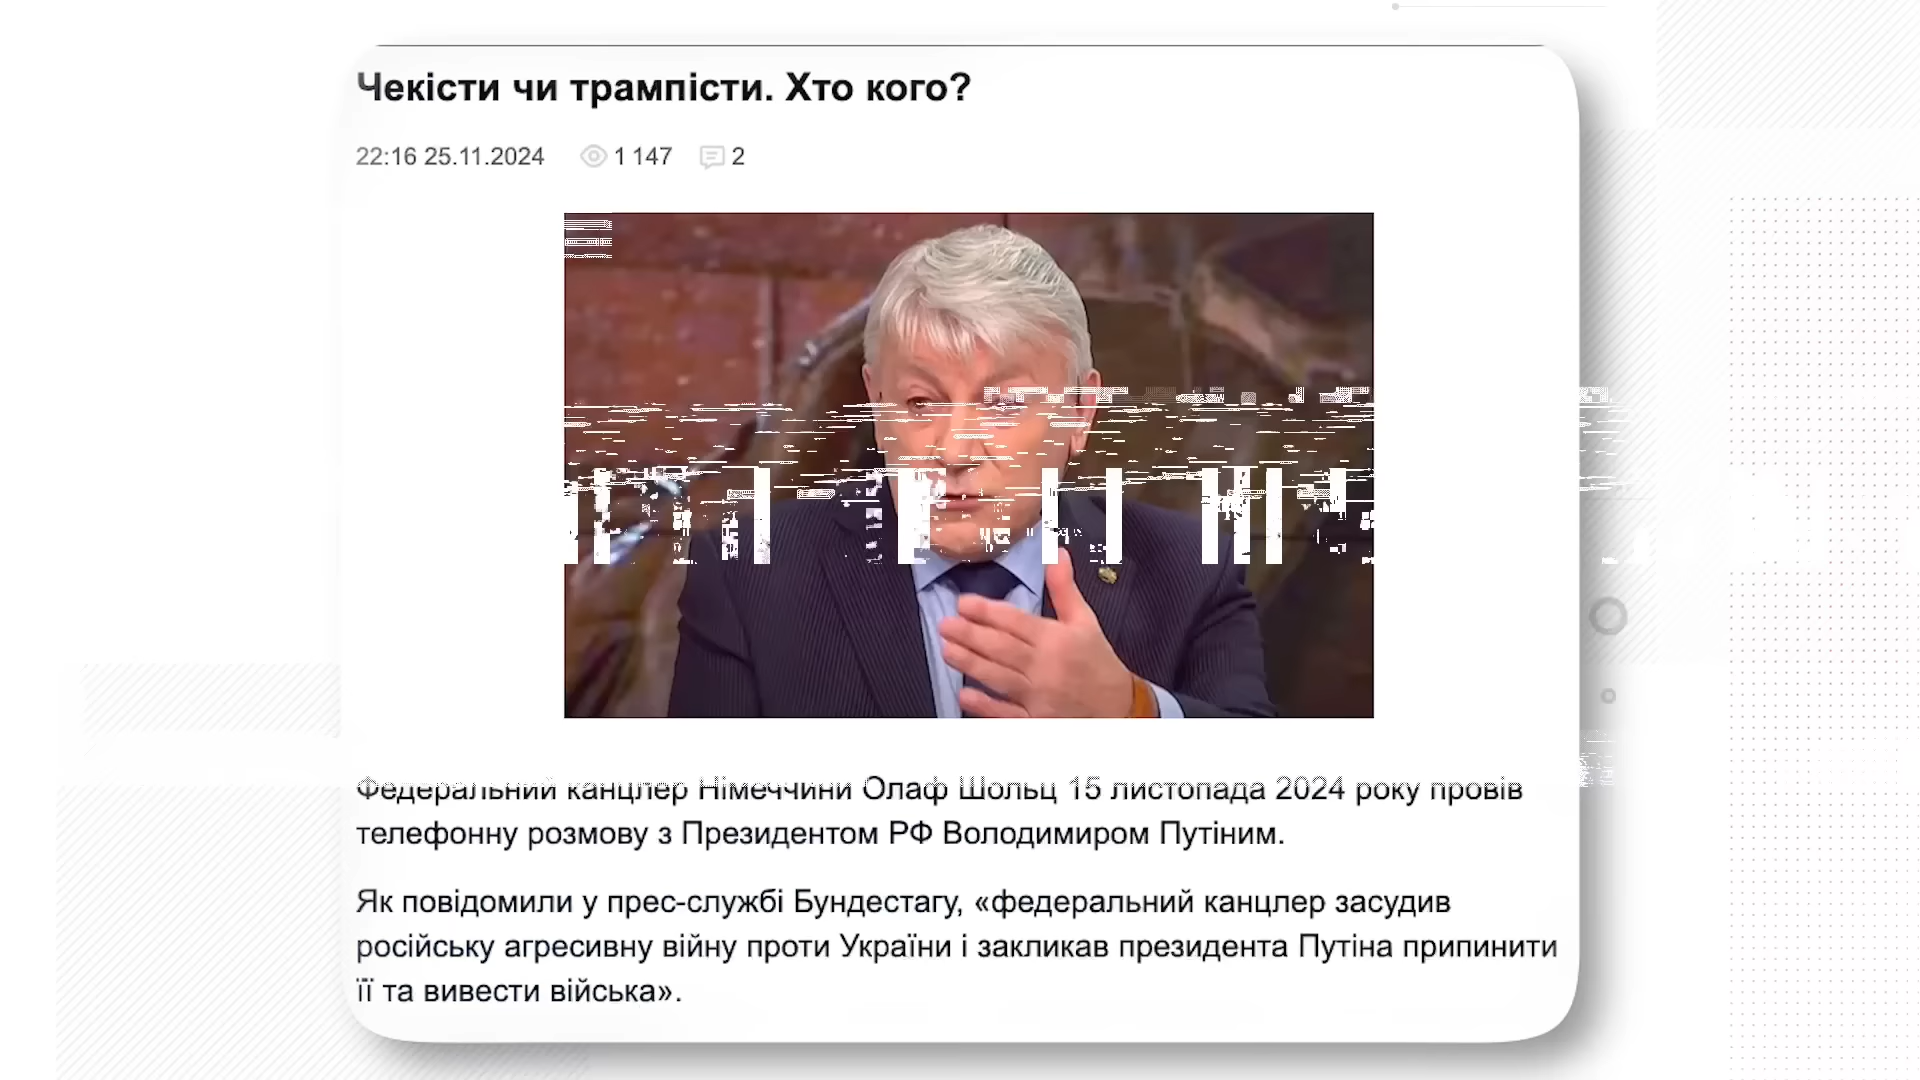 Чекісти чи трампісти. Хто кого?
22:16 25.11.2024 1 147 2
Федеральний канцлер Німеччини Олаф Шольц 15 листопада 2024 року провів
телефонну розмову з Президентом РФ Володимиром Путіним.
Як повідомили у прес-службі Бундестагу, «федеральний канцлер засудив
російську агресивну війну проти України і закликав президента Путіна припинити
її та вивести війська».